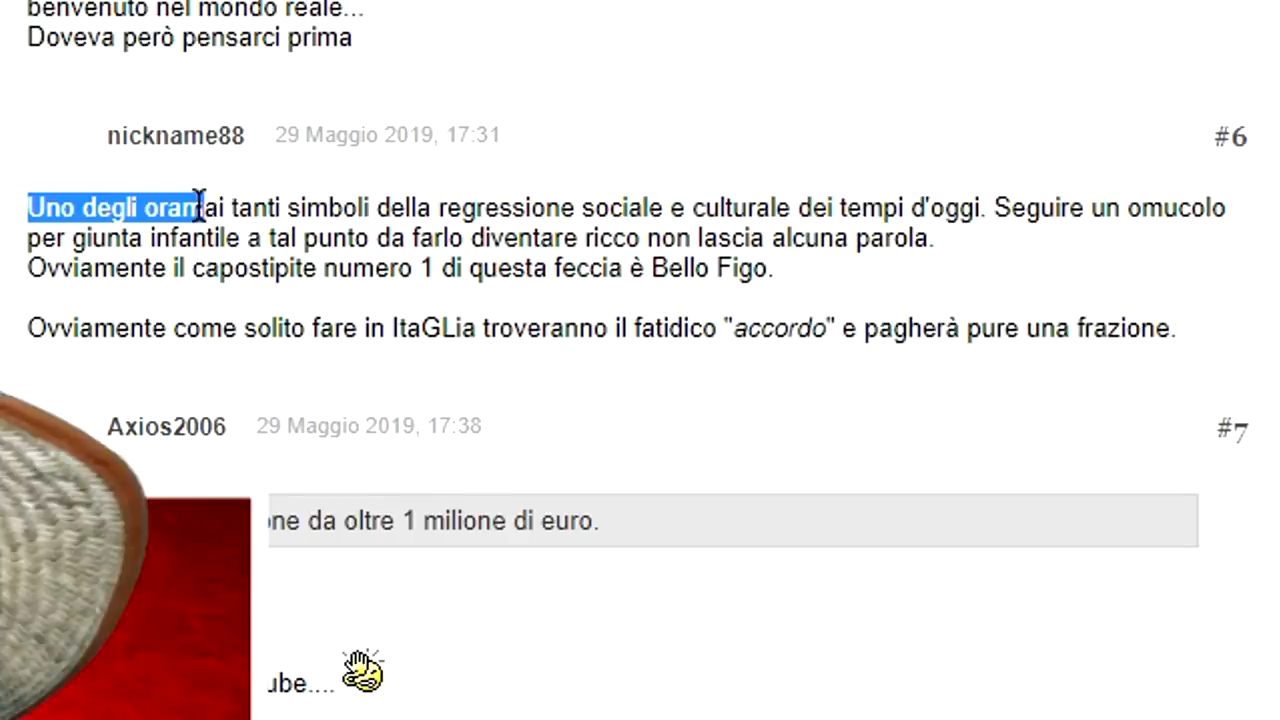 benvenuto nel mondo reale...
Doveva però pensarci prima
nickname88 29 Maggio 2019, 17:31 #6
Uno degli oramai tanti simboli della regressione sociale e culturale dei tempi d'oggi. Seguire un omucolo
per giunta infantile a tal punto da farlo diventare ricco non lascia alcuna parola.
Ovviamente il capostipite numero 1 di questa feccia è Bello Figo.
Ovviamente come solito fare in ItaGLia troveranno il fatidico "accordo" e pagherà pure una frazione.
Axios2006 29 Maggio 2019, 17:38 #7
da oltre 1 milione di euro.